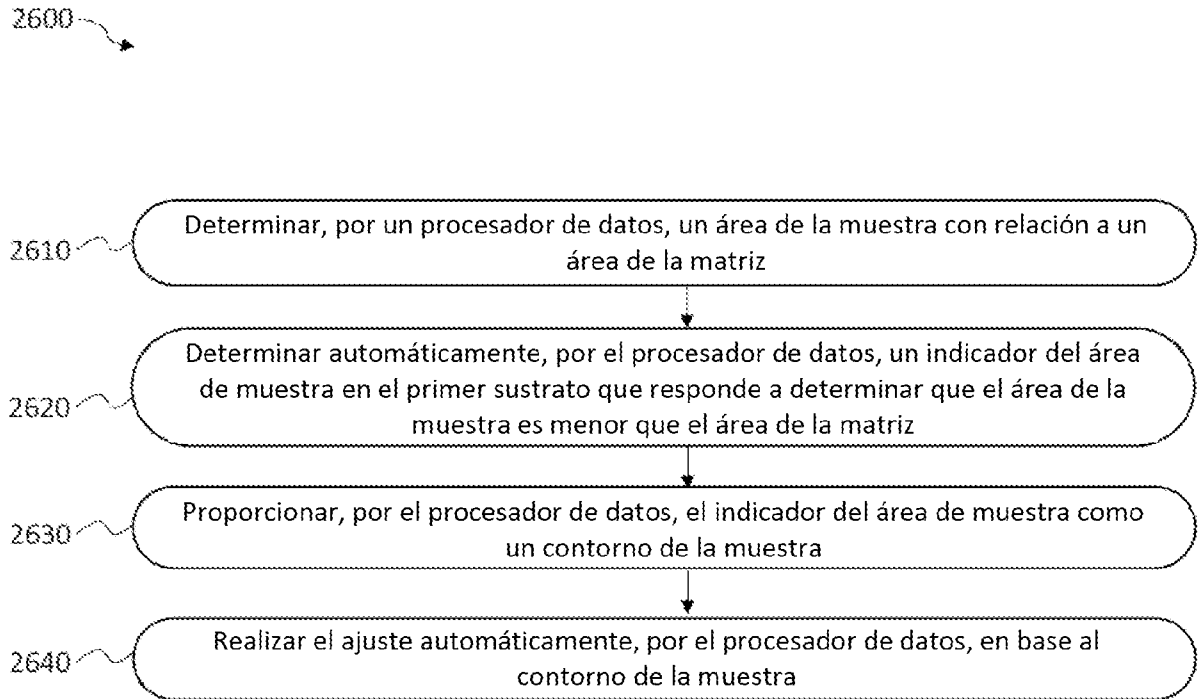 2600
2610
Determinar, por un procesador de datos, un área de la muestra con relación a un
área de la matriz
2620
Determinar automáticamente, por el procesador de datos, un indicador del área
de muestra en el primer sustrato que responde a determinar que el área de la
muestra es menor que el área de la matriz
2630
Proporcionar, por el procesador de datos, el indicador del área de muestra como
un contorno de la muestra
2640
Realizar el ajuste automáticamente, por el procesador de datos, en base al
contorno de la muestra